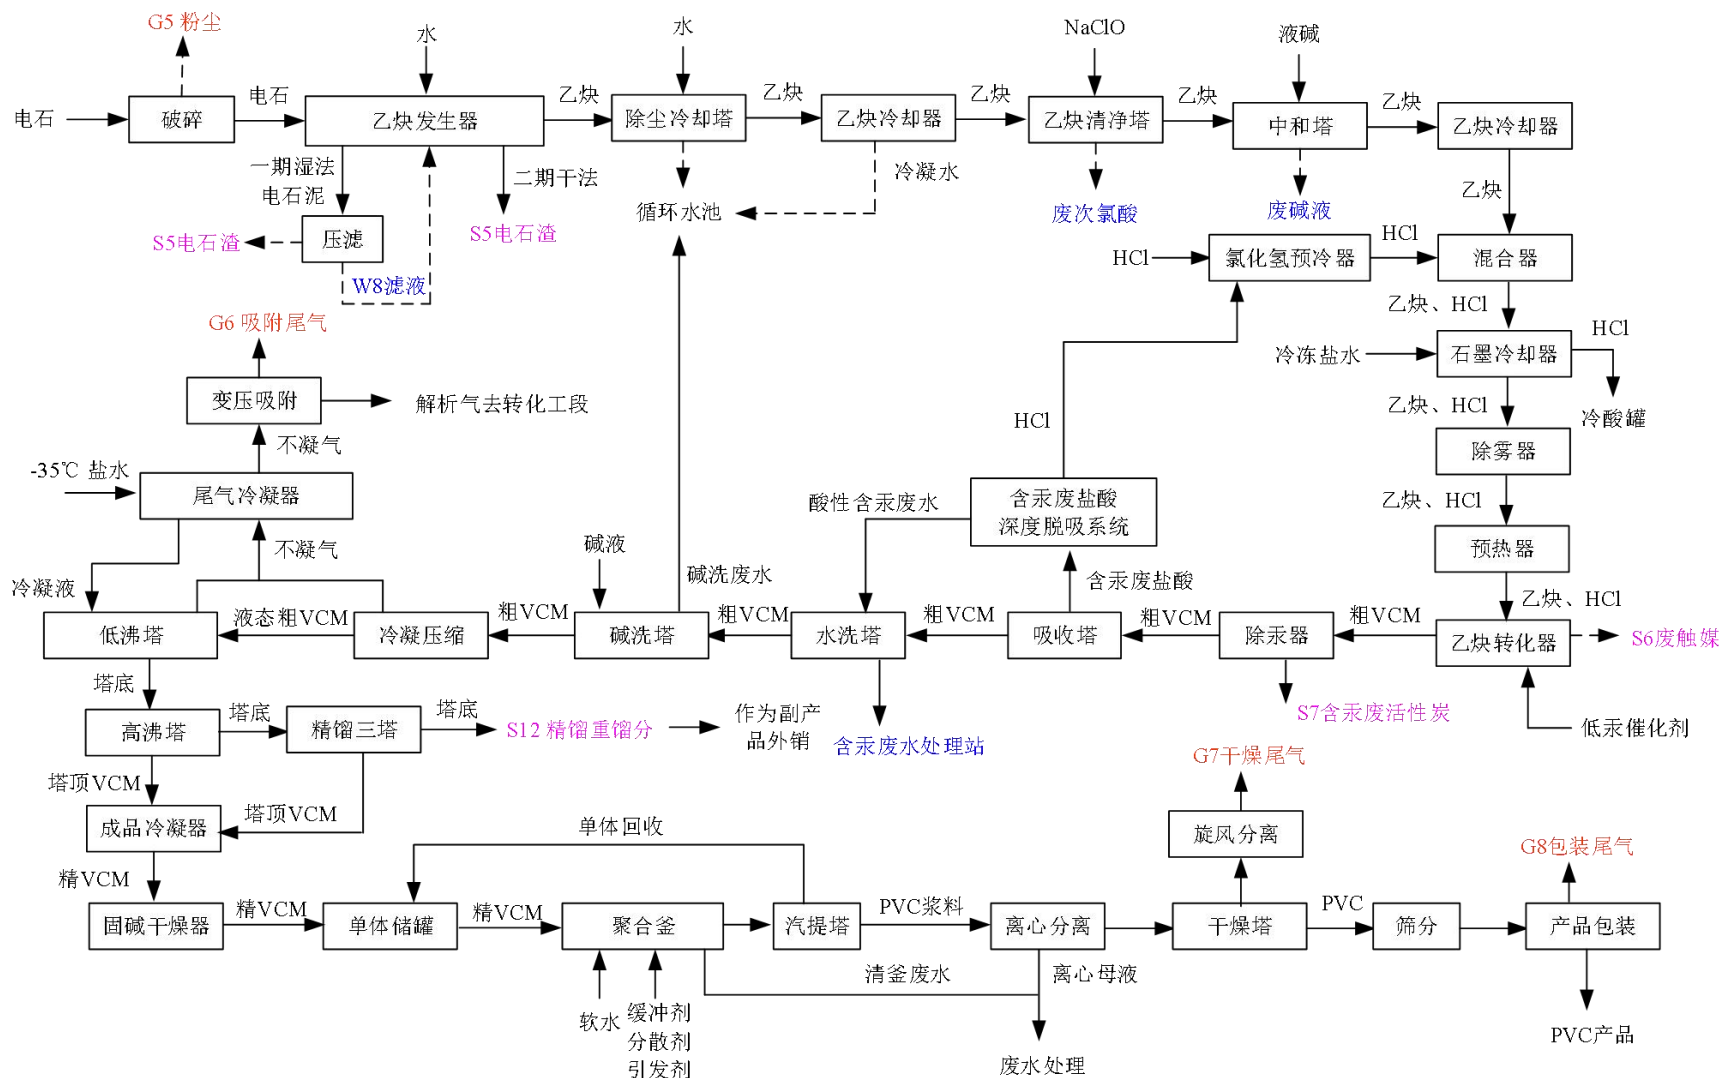 G5 粉尘
水
水
NaClO
液碱
电石
破碎
电石
乙炔发生器
乙炔
除尘冷却塔
乙炔
乙炔冷却器
乙炔
乙炔清净塔
乙炔
中和塔
乙炔
乙炔冷却器
一期湿法
电石泥
二期干法
冷凝水
乙炔
S5电石渣
压滤
S5电石渣
循环水池
废次氯酸
废碱液
W8滤液
HCl
氯化氢预冷器
HCl
混合器
乙炔、HCl
G6 吸附尾气
冷冻盐水
石墨冷却器
HCl
变压吸附
解析气去转化工段
HCl
乙炔、HCl
冷酸罐
不凝气
除雾器
-35℃ 盐水
尾气冷凝器
酸性含汞废水
含汞废盐酸
深度脱吸系统
乙炔、HCl
不凝气
碱液
预热器
冷凝液
碱洗废水
含汞废盐酸
乙炔、HCl
低沸塔
液态粗VCM
冷凝压缩
粗VCM
碱洗塔
粗VCM
水洗塔
粗VCM
吸收塔
粗VCM
除汞器
粗VCM
乙炔转化器
S6废触媒
塔底
高沸塔
塔底
精馏三塔
塔底
S12 精馏重馏分
作为副产
品外销
含汞废水处理站
S7含汞废活性炭
低汞催化剂
塔顶VCM
塔顶VCM
G7干燥尾气
成品冷凝器
单体回收
旋风分离
G8包装尾气
精VCM
固碱干燥器
精VCM
单体储罐
精VCM
聚合釜
汽提塔
PVC浆料
离心分离
干燥塔
PVC
筛分
产品包装
清釜废水
离心母液
软水
缓冲剂
分散剂
引发剂
废水处理
PVC产品